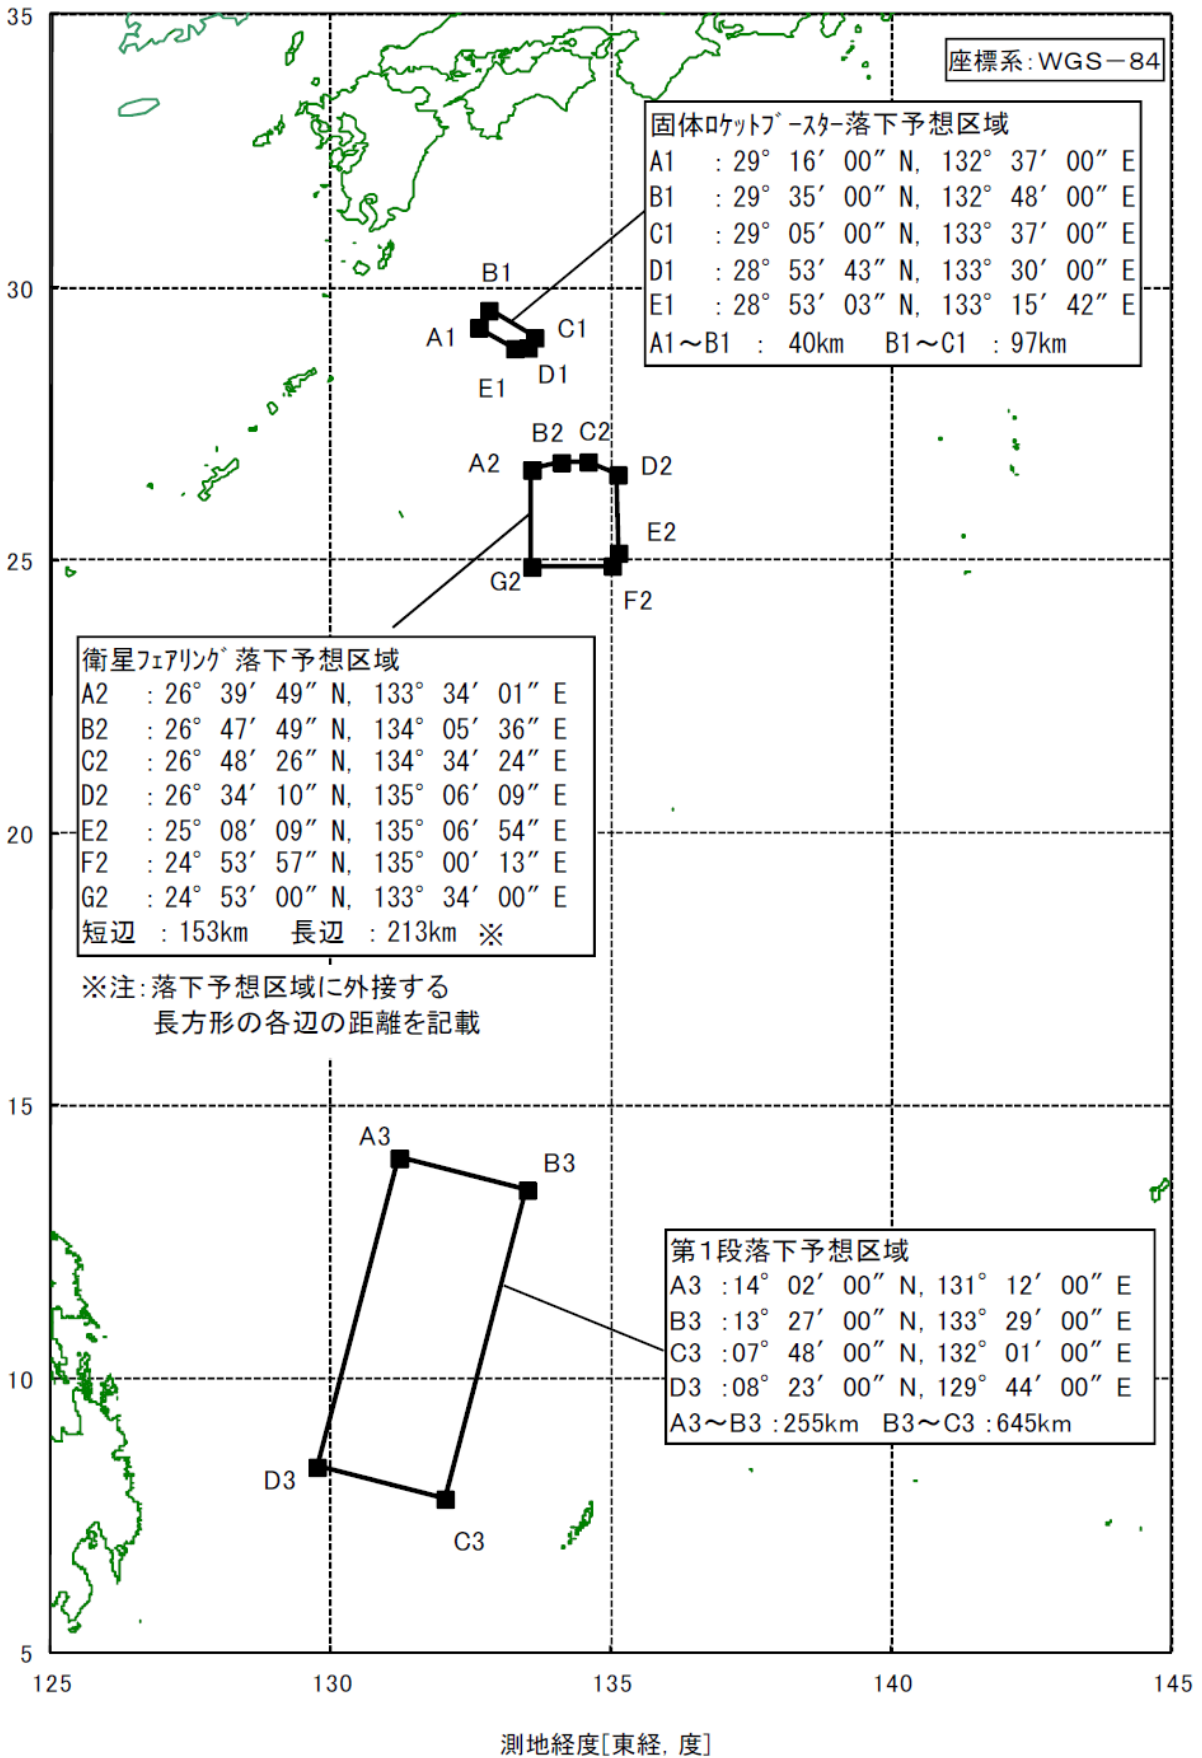 35
座標系:WGS-84
固体ロケットブースター落下予想区域
A1 : 29° 16′ 00″ N, 132° 37′ 00″ E
B1 : 29° 35′ 00″ N, 132° 48′ 00″ E
C1 : 29° 05′ 00″ N, 133° 37′ 00″ E
D1 : 28° 53′ 43″ N, 133° 30′ 00″ E
E1 : 28° 53′ 03″ N, 133° 15′ 42″ E
A1～B1 : 40km B1～C1 : 97km
B1
30
A1
C1
D1
E1
B2
C2
A2
D2
E2
25
G2
F2
衛星フェアリング落下予想区域
A2 : 26° 39′ 49″ N, 133° 34′ 01″ E
B2 : 26° 47′ 49″ N, 134° 05′ 36″ E
C2 : 26° 48′ 26″ N, 134° 34′ 24″ E
D2 : 26° 34′ 10″ N, 135° 06′ 09″ E
E2 : 25° 08′ 09″ N, 135° 06′ 54″ E
F2 : 24° 53′ 57″ N, 135° 00′ 13″ E
G2 : 24° 53′ 00″ N, 133° 34′ 00″ E
短辺 : 153km 長辺 : 213km ※
20
※注:落下予想区域に外接する
長方形の各辺の距離を記載
15
A3
B3
第1段落下予想区域
A3 :14° 02′ 00″ N, 131° 12′ 00″ E
B3 :13° 27′ 00″ N, 133° 29′ 00″ E
C3 :07° 48′ 00″ N, 132° 01′ 00″ E
D3 :08° 23′ 00″ N, 129° 44′ 00″ E
A3～B3 :255km B3～C3 :645km
10
D3
C3
5
125 130 135 140 145
測地経度[東経, 度]